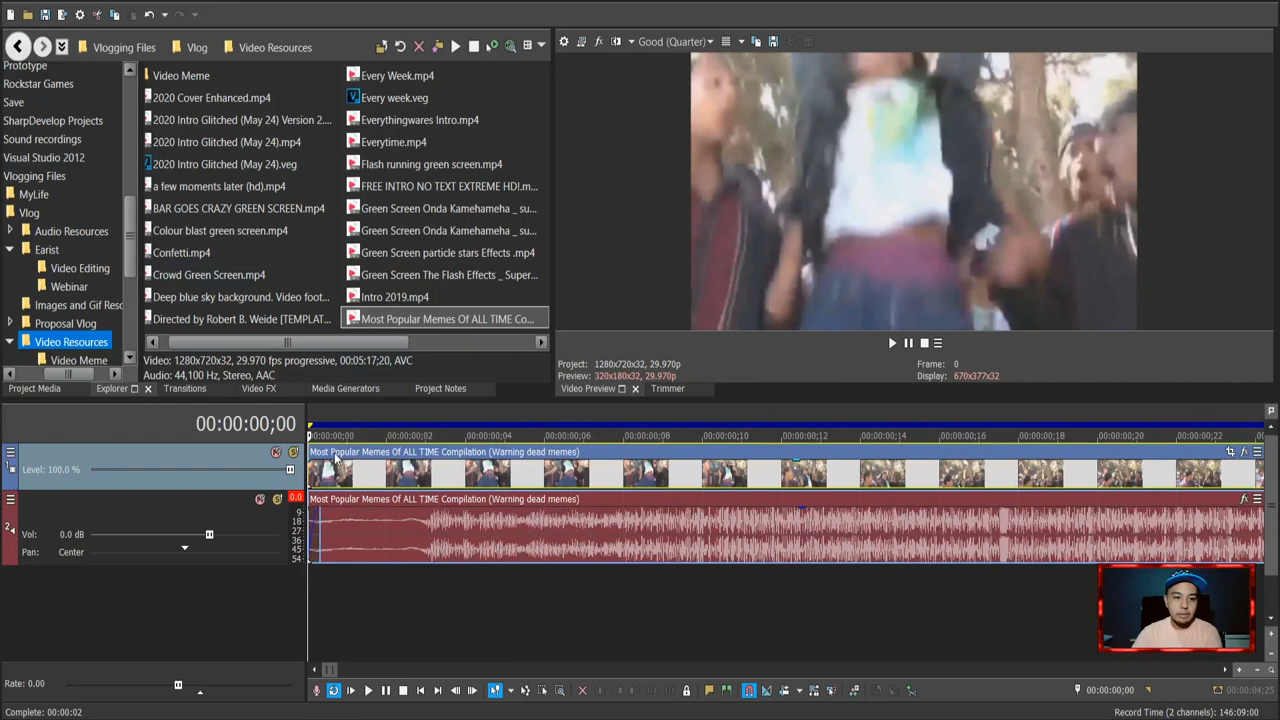 Vlogging Files
Vlog
Video Resources
Good (Quarter)
Prototype
Rockstar Games
Save
SharpDevelop Projects
Sound recordings
Visual Studio 2012
Vlogging Files
MyLife
Vlog
Audio Resources
Earist
Video Editing
Webinar
Images and Gif Resc
Proposal Vlog
Video Resources
Video Meme
Video Meme
2020 Cover Enhanced.mp4
2020 Intro Glitched (May 24) Version 2....
2020 Intro Glitched (May 24).mp4
2020 Intro Glitched (May 24).veg
a few moments later (hd).mp4
BAR GOES CRAZY GREEN SCREEN.mp4
Colour blast green screen.mp4
Confetti.mp4
Crowd Green Screen.mp4
Deep blue sky background. Video foot...
Directed by Robert B. Weide [TEMPLAT...
Every Week.mp4
Every week.veg
Everythingwares Intro.mp4
Everytime.mp4
Flash running green screen.mp4
FREE INTRO NO TEXT EXTREME HD!.m...
Green Screen Onda Kamehameha _ su...
Green Screen Onda Kamehameha _ su...
Green Screen particle stars Effects .mp4
Green Screen The Flash Effects _ Super...
Intro 2019.mp4
Most Popular Memes Of ALL TIME Co...
Video: 1280x720x32, 29.970 fps progressive, 00:05:17;20, AVC
Audio: 44,100 Hz, Stereo, AAC
Project Media
Explorer
Transitions
Video FX
Media Generators
Project Notes
Project: 1280x720x32, 29.970p
Preview: 320x180x32, 29.970p
Frame: 0
Display: 670x377x32
Video Preview
Trimmer
00:00:00;00
00:00:00;00 00:00:00;02 00:00:00;04 00:00:00;06 00:00:00;08 00:00:00;10 00:00:00;12 00:00:00;14 00:00:00;16 00:00:00;18 00:00:00;20 00:00:00;22
1
Level: 100.0 %
Most Popular Memes Of ALL TIME Compilation (Warning dead memes)
2
0.0
Vol: 0.0 dB
Pan: Center
9
18
27
36
45
54
Most Popular Memes Of ALL TIME Compilation (Warning dead memes)
Rate: 0.00
00:00:00;00
00:00:04;25
Complete: 00:00:02
Record Time (2 channels): 146:09:00